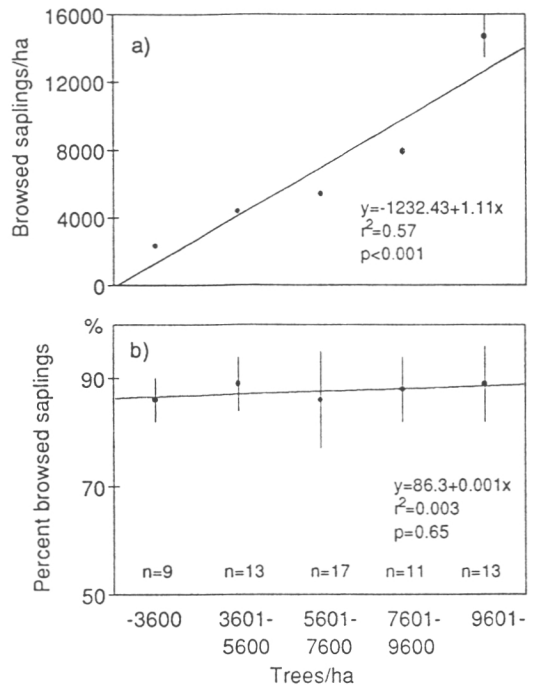 16000
a)
12000
8000
4000
0
Browsed saplings/ha
y=-1232.43+1.11x
r²=0.57
p<0.001
%
b)
90
70
50
Percent browsed saplings
y=86.3+0.001x
r²=0.003
p=0.65
n=9 n=13 n=17 n=11 n=13
-3600 3601- 5601- 7601- 9601-
5600 7600 9600
Trees/ha